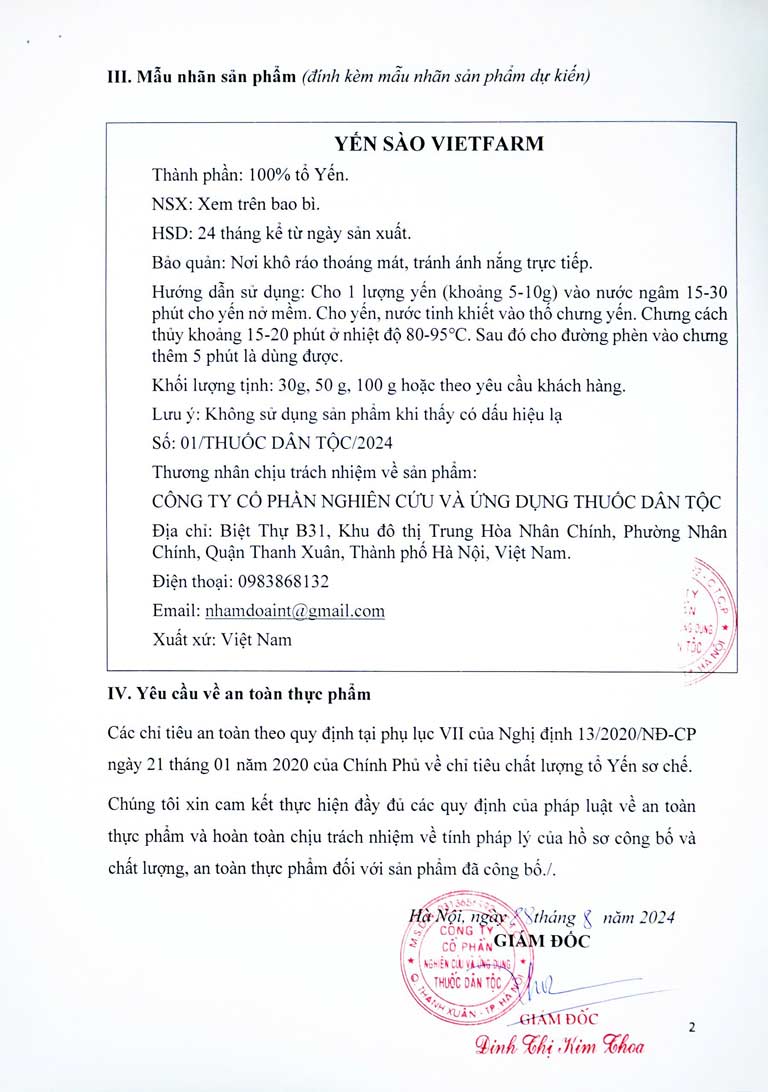 III. Mẫu nhãn sản phẩm (đính kèm mẫu nhãn sản phẩm dự kiến)
YẾN SÀO VIETFARM
Thành phần: 100% tổ Yến.
NSX: Xem trên bao bì.
HSD: 24 tháng kể từ ngày sản xuất.
Bảo quản: Nơi khô ráo thoáng mát, tránh ánh nắng trực tiếp.
Hướng dẫn sử dụng: Cho 1 lượng yến (khoảng 5-10g) vào nước ngâm 15-30
phút cho yến nở mềm. Cho yến, nước tinh khiết vào thố chưng yến. Chưng cách
thủy khoảng 15-20 phút ở nhiệt độ 80-95°C. Sau đó cho đường phèn vào chưng
thêm 5 phút là dùng được.
Khối lượng tịnh: 30g, 50 g, 100 g hoặc theo yêu cầu khách hàng.
Lưu ý: Không sử dụng sản phẩm khi thấy có dấu hiệu lạ
Số: 01/THUỐC DÂN TỘC/2024
Thương nhân chịu trách nhiệm về sản phẩm:
CÔNG TY CỔ PHẦN NGHIÊN CỨU VÀ ỨNG DỤNG THUỐC DÂN TỘC
Địa chỉ: Biệt Thự B31, Khu đô thị Trung Hòa Nhân Chính, Phường Nhân
Chính, Quận Thanh Xuân, Thành phố Hà Nội, Việt Nam.
Điện thoại: 0983868132
Email: nhamdoaint@gmail.com
Xuất xứ: Việt Nam
IV. Yêu cầu về an toàn thực phẩm
Các chỉ tiêu an toàn theo quy định tại phụ lục VII của Nghị định 13/2020/NĐ-CP
ngày 21 tháng 01 năm 2020 của Chính Phủ về chỉ tiêu chất lượng tổ Yến sơ chế.
Chúng tôi xin cam kết thực hiện đầy đủ các quy định của pháp luật về an toàn
thực phẩm và hoàn toàn chịu trách nhiệm về tính pháp lý của hồ sơ công bố và
chất lượng, an toàn thực phẩm đối với sản phẩm đã công bố./.
Hà Nội, ngày tháng 8 năm 2024
GIÁM ĐỐC
CÔNG TY
CỔ PHẦN
NGHIÊN CỨU VÀ ỨNG DỤNG
THUỐC DÂN TỘC
Q. THANH XUÂN - TP. HÀ NỘI
GIÁM ĐỐC
Đinh Thị Kim Thoa
2